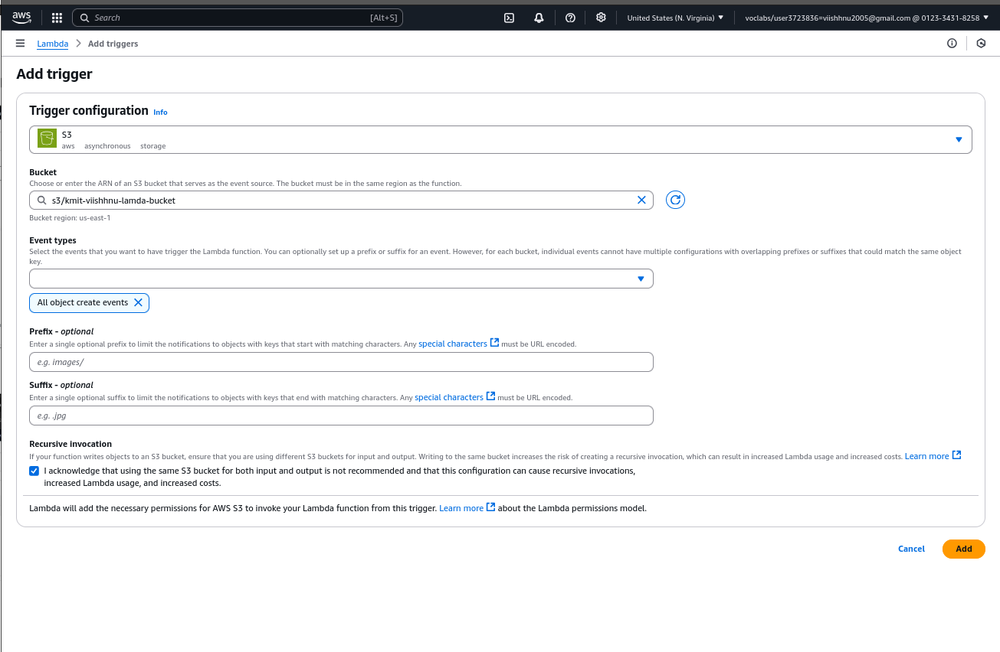 aws
Search
[Alt+S]
United States (N. Virginia)
voclabs/user3723836=viishhnu2005@gmail.com @ 0123-3431-8258
Lambda
Add triggers
Add trigger
Trigger configuration Info
S3
aws asynchronous storage
Bucket
Choose or enter the ARN of an S3 bucket that serves as the event source. The bucket must be in the same region as the function.
s3/kmit-viishhnu-lamda-bucket
Bucket region: us-east-1
Event types
Select the events that you want to have trigger the Lambda function. You can optionally set up a prefix or suffix for an event. However, for each bucket, individual events cannot have multiple configurations with overlapping prefixes or suffixes that could match the same object
key.
All object create events
Prefix - optional
Enter a single optional prefix to limit the notifications to objects with keys that start with matching characters. Any special characters must be URL encoded.
e.g. images/
Suffix - optional
Enter a single optional suffix to limit the notifications to objects with keys that end with matching characters. Any special characters must be URL encoded.
e.g. .jpg
Recursive invocation
If your function writes objects to an S3 bucket, ensure that you are using different S3 buckets for input and output. Writing to the same bucket increases the risk of creating a recursive invocation, which can result in increased Lambda usage and increased costs. Learn more
I acknowledge that using the same S3 bucket for both input and output is not recommended and that this configuration can cause recursive invocations,
increased Lambda usage, and increased costs.
Lambda will add the necessary permissions for AWS S3 to invoke your Lambda function from this trigger. Learn more about the Lambda permissions model.
Cancel
Add